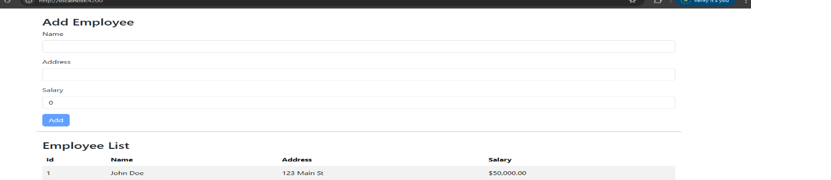 Add Employee
Name
Address
Salary
0
Add
Employee List
Id Name Address Salary
1 John Doe 123 Main St $50,000.00